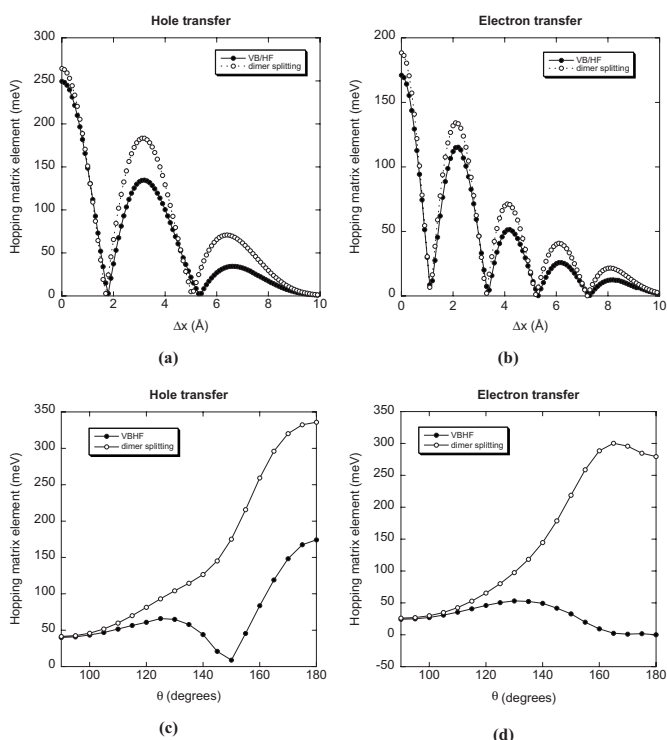 Hole transfer
300
250
200
150
100
50
0
0 2 4 6 8 10
Hopping matrix element (meV)
Δx (Å)
VB/HF
dimer splitting
(a)
Electron transfer
200
150
100
50
0
0 2 4 6 8 10
Hopping matrix element (meV)
Δx (Å)
VB/HF
dimer splitting
(b)
Hole transfer
350
300
250
200
150
100
50
0
100 120 140 160 180
Hopping matrix element (meV)
θ (degrees)
VBHF
dimer splitting
(c)
Electron transfer
350
300
250
200
150
100
50
0
-50
100 120 140 160 180
Hopping matrix element (meV)
θ (degrees)
VBHF
dimer splitting
(d)